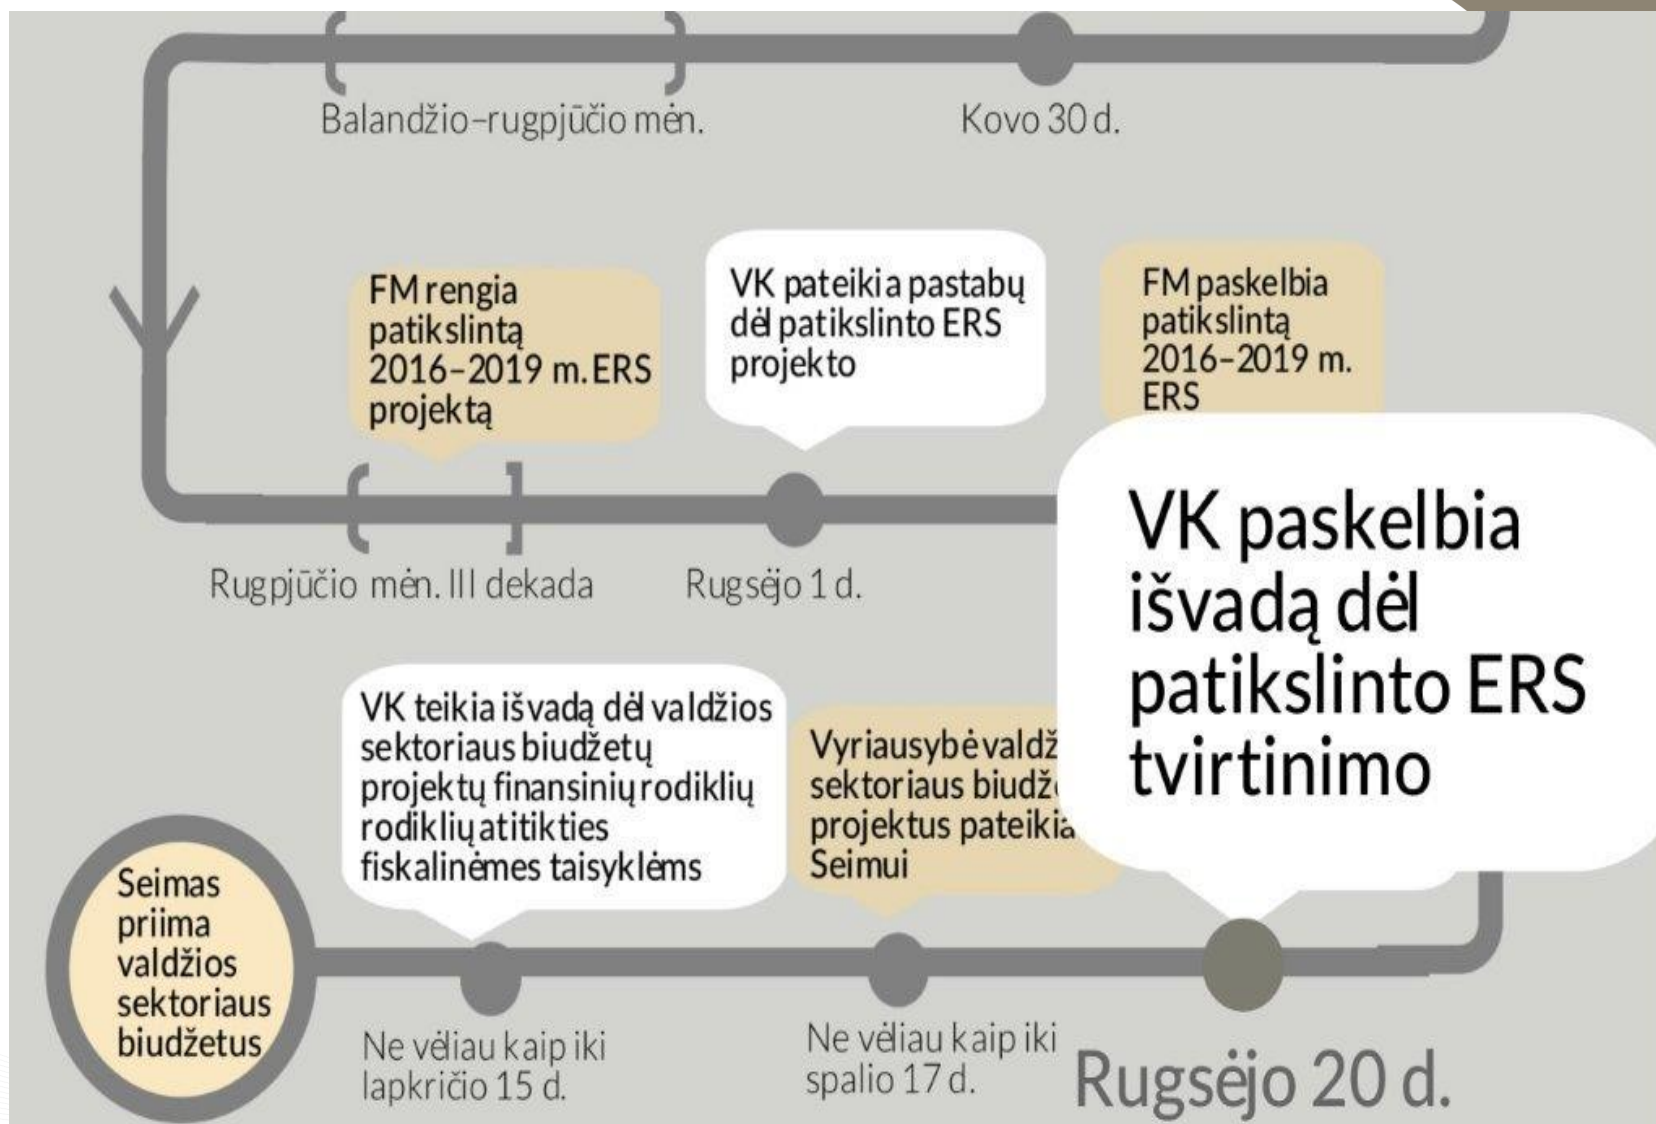 Balandžio–rugpjūčio mėn.
Kovo 30 d.
FM rengia
patikslintą
2016–2019 m. ERS
projektą
VK pateikia pastabų
dėl patikslinto ERS
projekto
FM paskelbia
patikslintą
2016–2019 m.
ERS
Rugpjūčio mėn. III dekada
Rugsėjo 1 d.
VK paskelbia
išvadą dėl
patikslinto ERS
tvirtinimo
VK teikia išvadą dėl valdžios
sektoriaus biudžetų
projektų finansinių rodiklių
rodiklių atitikties
fiskalinėmes taisyklėms
Vyriausybė valdž
sektoriaus biudž
projektus pateikia
Seimui
Seimas
priima
valdžios
sektoriaus
biudžetus
Ne vėliau kaip iki
lapkričio 15 d.
Ne vėliau kaip iki
spalio 17 d.
Rugsėjo 20 d.